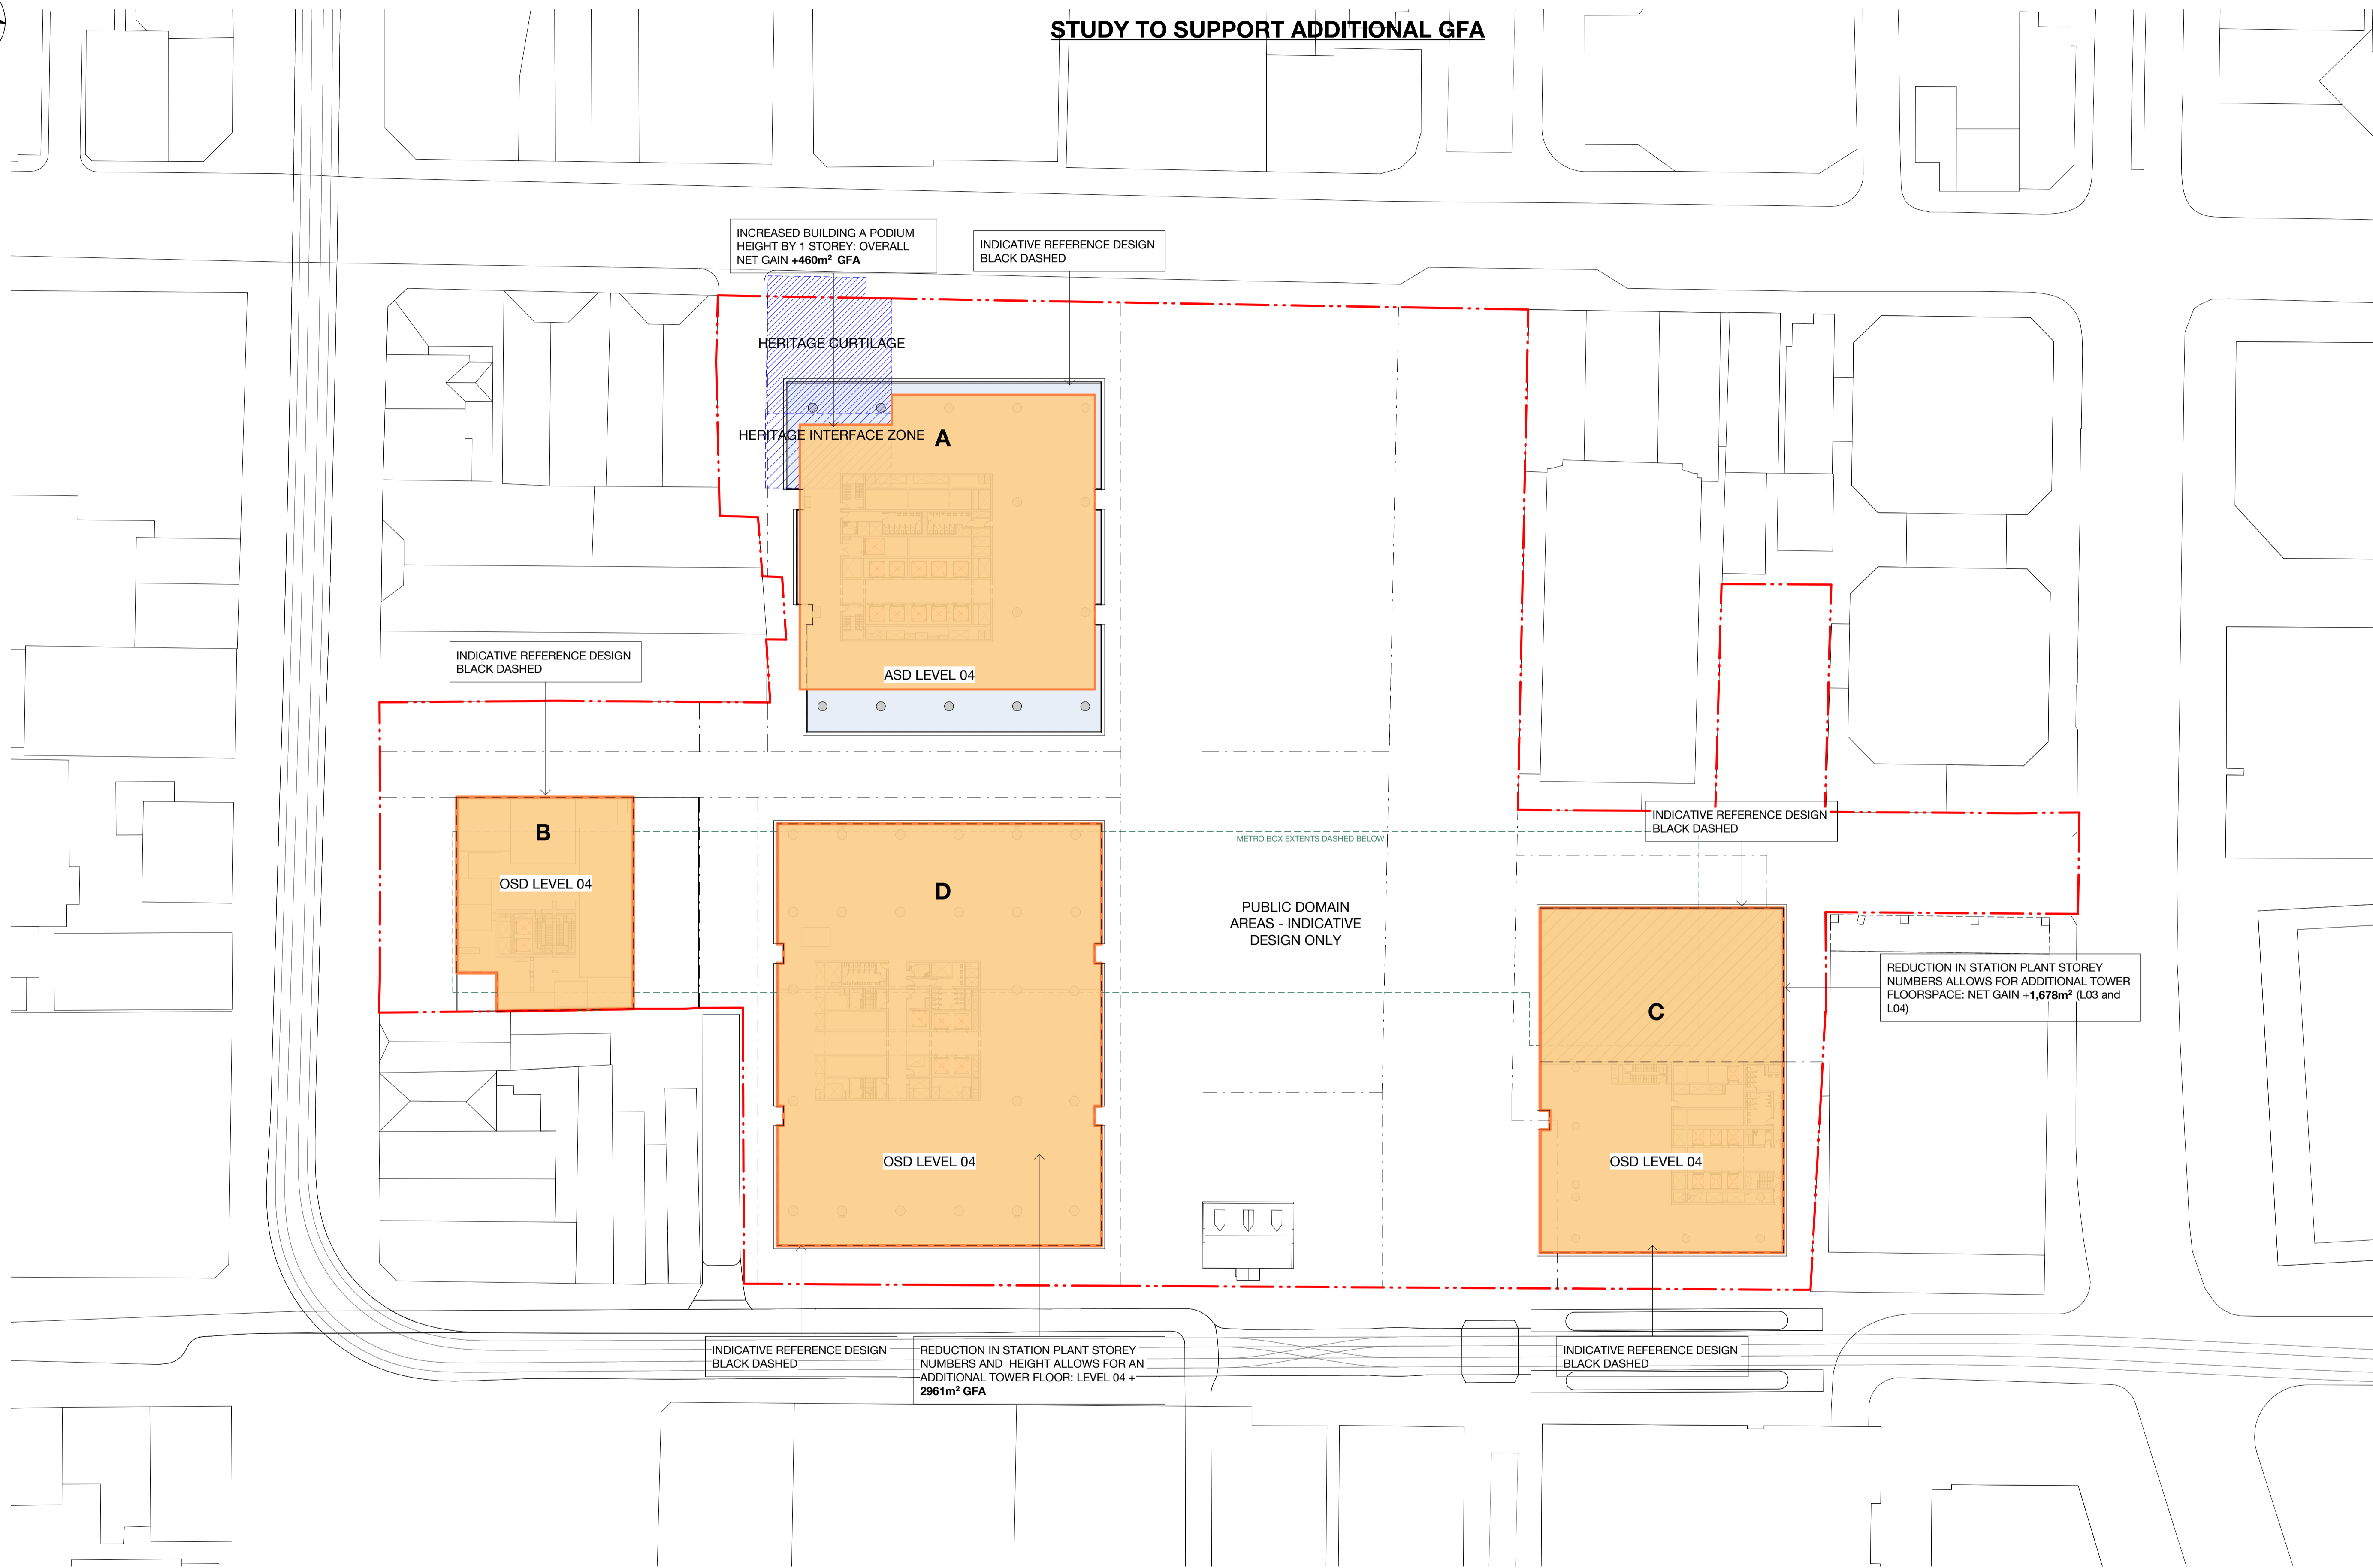 STUDY TO SUPPORT ADDITIONAL GFA
INCREASED BUILDING A PODIUM
HEIGHT BY 1 STOREY: OVERALL
NET GAIN +460m² GFA
INDICATIVE REFERENCE DESIGN
BLACK DASHED
HERITAGE CURTILAGE
HERITAGE INTERFACE ZONE
A
ASD LEVEL 04
INDICATIVE REFERENCE DESIGN
BLACK DASHED
B
OSD LEVEL 04
D
OSD LEVEL 04
METRO BOX EXTENTS DASHED BELOW
PUBLIC DOMAIN
AREAS - INDICATIVE
DESIGN ONLY
INDICATIVE REFERENCE DESIGN
BLACK DASHED
C
OSD LEVEL 04
REDUCTION IN STATION PLANT STOREY
NUMBERS ALLOWS FOR ADDITIONAL TOWER
FLOORSPACE: NET GAIN +1,678m² (L03 and
L04)
INDICATIVE REFERENCE DESIGN
BLACK DASHED
REDUCTION IN STATION PLANT STOREY
NUMBERS AND HEIGHT ALLOWS FOR AN
ADDITIONAL TOWER FLOOR: LEVEL 04 +
2961m² GFA
INDICATIVE REFERENCE DESIGN
BLACK DASHED